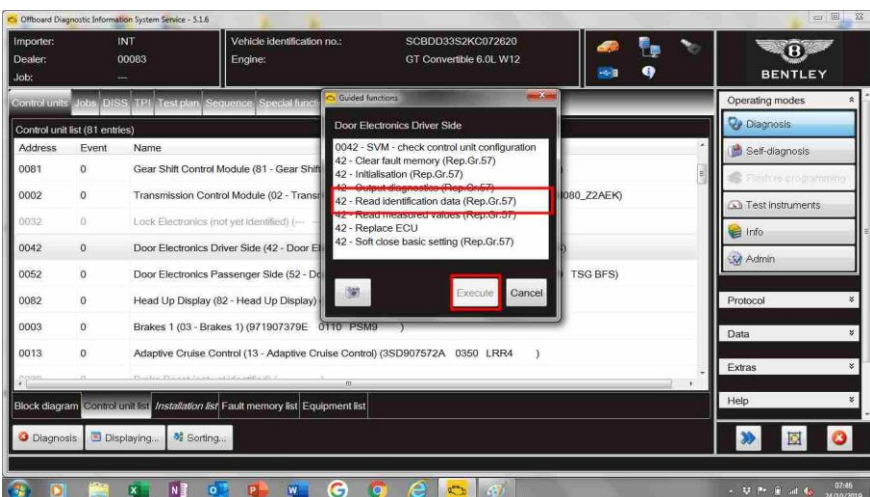 Offboard Diagnostic Information System Service - 5.1.6
Importer: INT
Dealer: 00083
Job: ---
Vehicle identification no.: SCBDD33S2KC072620
Engine: GT Convertible 6.0L W12
BENTLEY
Control units Jobs DISS TPI Test plan Sequence Special funct
Control unit list (81 entries)
Address Event Name
0081 0 Gear Shift Control Module (81 - Gear Shift
0002 0 Transmission Control Module (02 - Transm I080_Z2AEK)
0032 0 Lock Electronics (not yet identified) (---
0042 0 Door Electronics Driver Side (42 - Door El
0052 0 Door Electronics Passenger Side (52 - Do TSG BFS)
0082 0 Head Up Display (82 - Head Up Display)
0003 0 Brakes 1 (03 - Brakes 1) (971907379E 0110 PSM9 )
0013 0 Adaptive Cruise Control (13 - Adaptive Cruise Control) (3SD907572A 0350 LRR4 )
Block diagram Control unit list Installation list Fault memory list Equipment list
Diagnosis Displaying... Sorting...
Guided functions
Door Electronics Driver Side
0042 - SVM - check control unit configuration
42 - Clear fault memory (Rep.Gr.57)
42 - Initialisation (Rep.Gr.57)
42 - Output diagnostics (Rep.Gr.57)
42 - Read identification data (Rep.Gr.57)
42 - Read measured values (Rep.Gr.57)
42 - Replace ECU
42 - Soft close basic setting (Rep.Gr.57)
Execute Cancel
Operating modes
Diagnosis
Self-diagnosis
Flash re-programming
Test instruments
Info
Admin
Protocol
Data
Extras
Help
07:46
24/10/2019